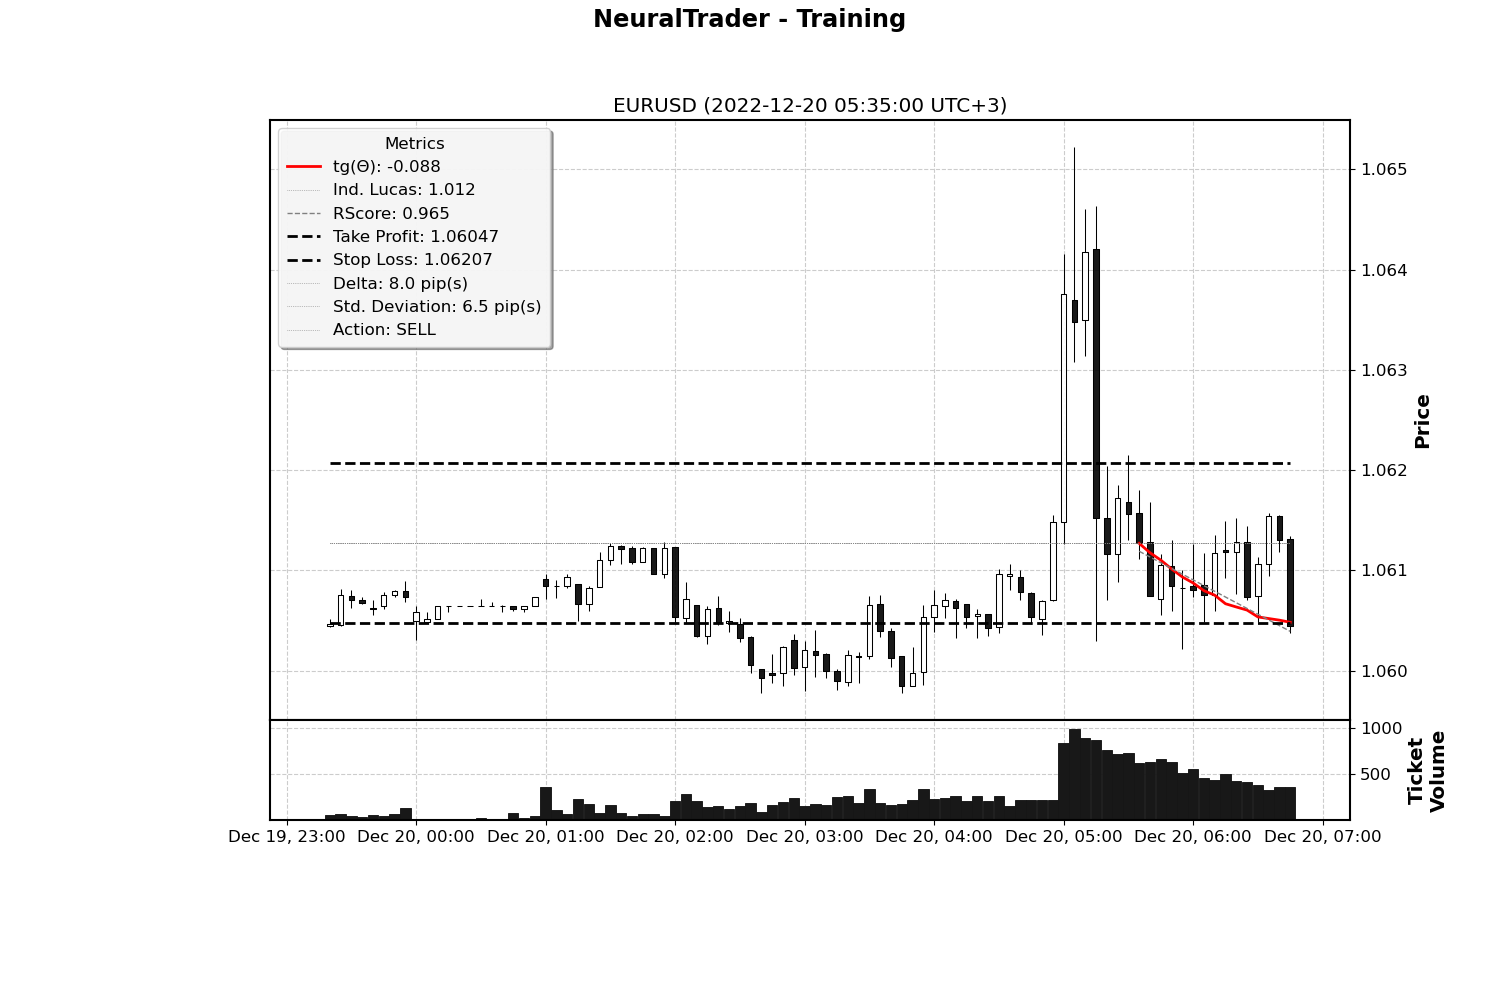 NeuralTrader - Training
EURUSD (2022-12-20 05:35:00 UTC+3)
Metrics
tg(Θ): -0.088
Ind. Lucas: 1.012
RScore: 0.965
Take Profit: 1.06047
Stop Loss: 1.06207
Delta: 8.0 pip(s)
Std. Deviation: 6.5 pip(s)
Action: SELL
1.065
1.064
1.063
1.062
1.061
1.060
Price
1000
500
Ticket
Volume
Dec 19, 23:00 Dec 20, 00:00 Dec 20, 01:00 Dec 20, 02:00 Dec 20, 03:00 Dec 20, 04:00 Dec 20, 05:00 Dec 20, 06:00 Dec 20, 07:00